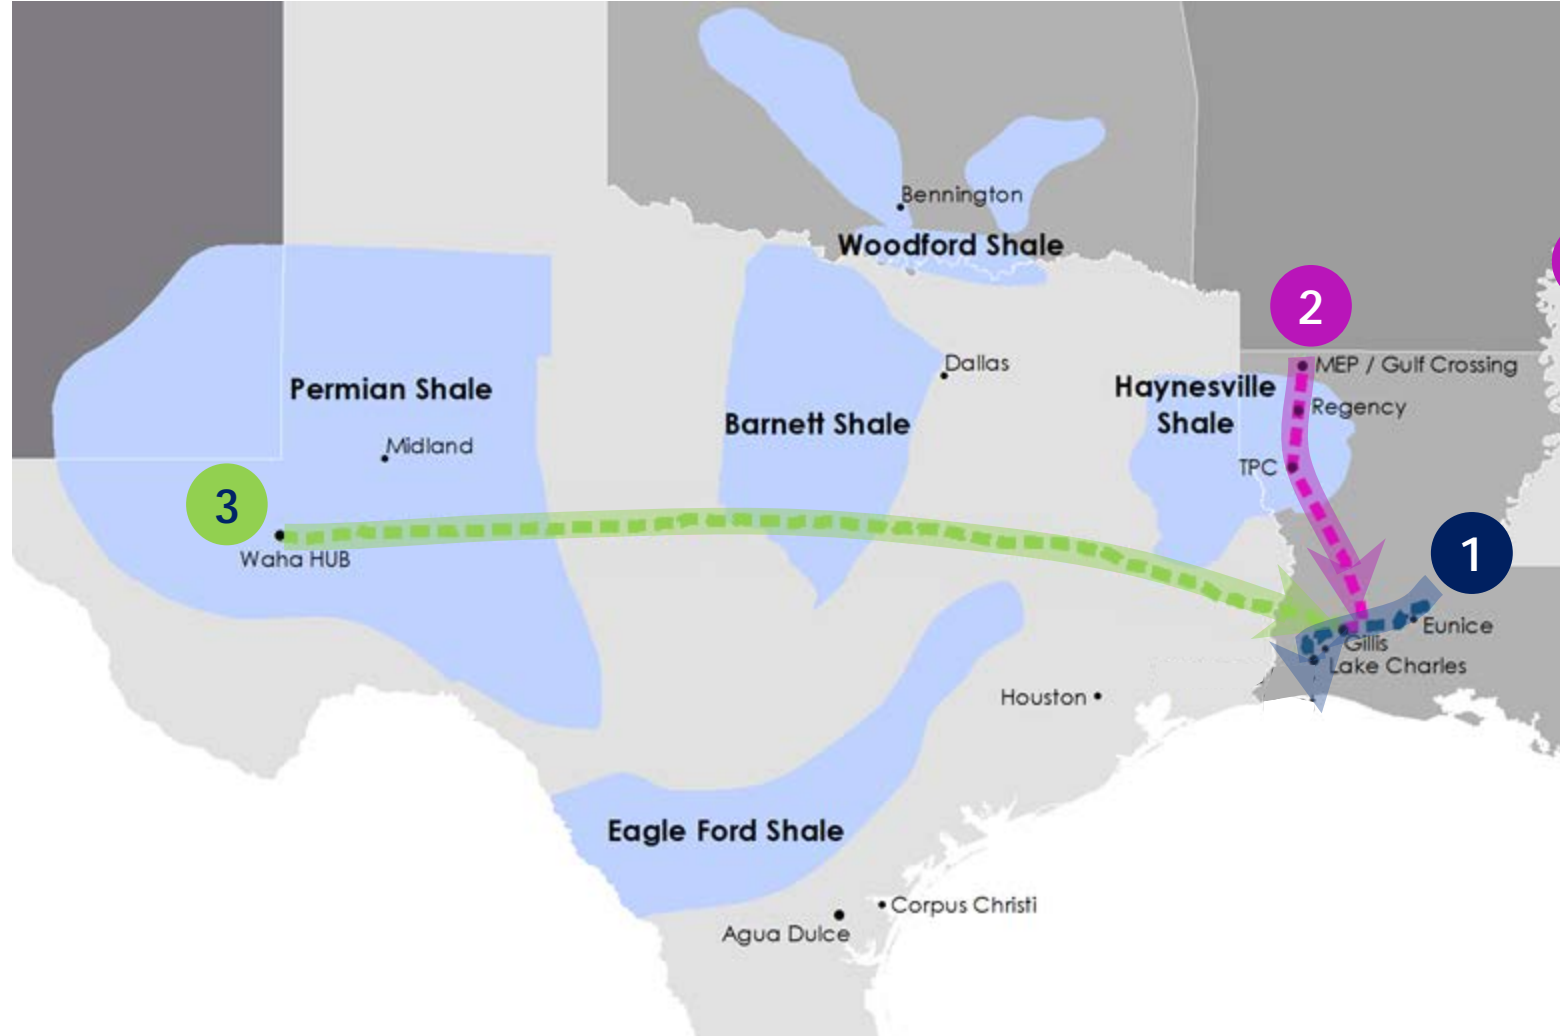 Bennington
Woodford Shale
2
MEP / Gulf Crossing
Dallas
Permian Shale
Haynesville
Shale
Regency
Barnett Shale
Midland
TPC
3
Waha HUB
1
Eunice
Gillis
Lake Charles
Houston
Eagle Ford Shale
Corpus Christi
Agua Dulce